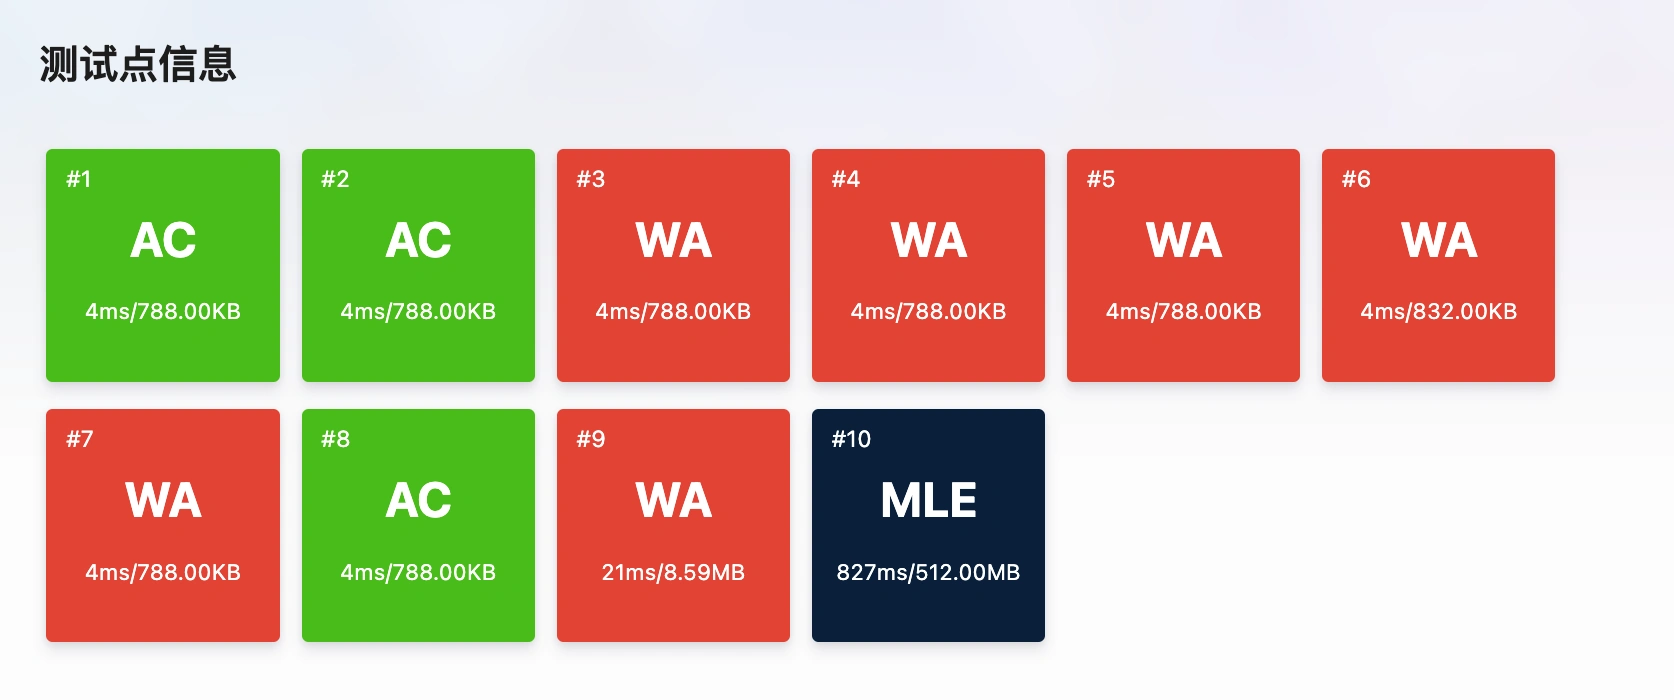 测试点信息
#1
AC
4ms/788.00KB
#2
AC
4ms/788.00KB
#3
WA
4ms/788.00KB
#4
WA
4ms/788.00KB
#5
WA
4ms/788.00KB
#6
WA
4ms/832.00KB
#7
WA
4ms/788.00KB
#8
AC
4ms/788.00KB
#9
WA
21ms/8.59MB
#10
MLE
827ms/512.00MB